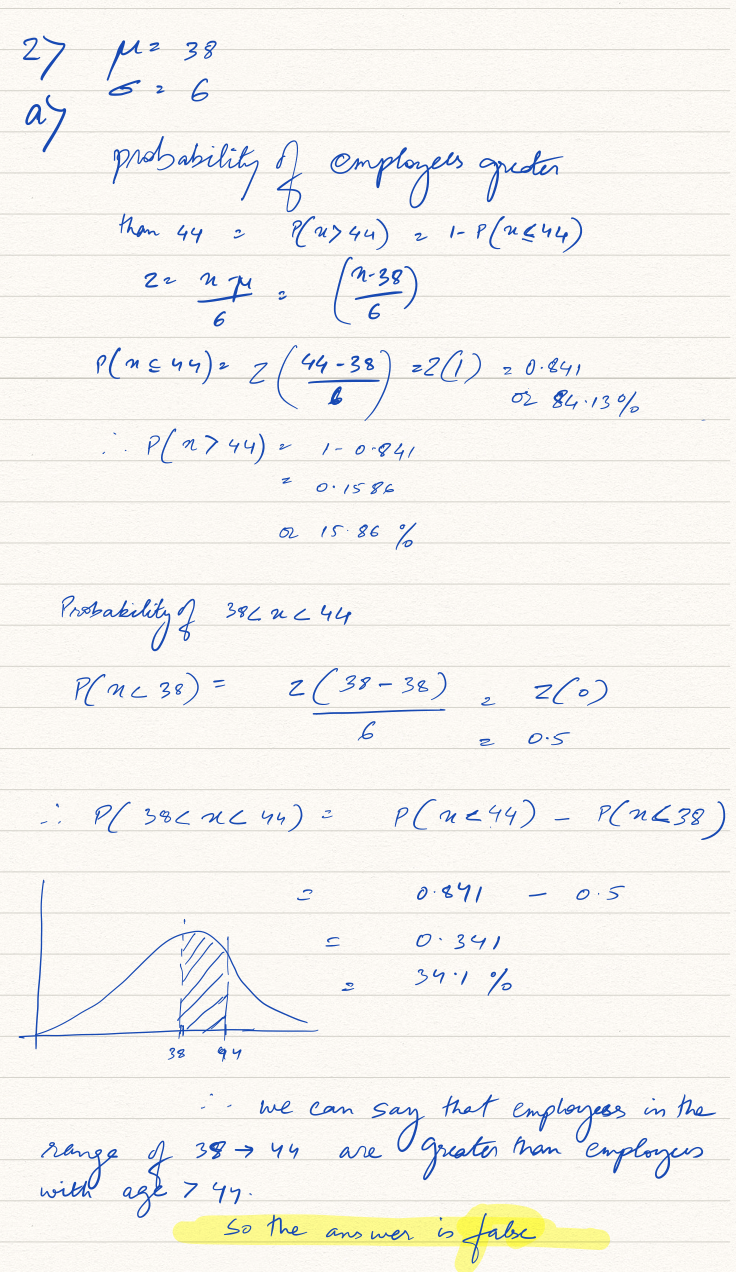 2) μ = 38
σ = 6
a)
probability of employees greater
than 44 = P(x > 44) = 1 - P(x ≤ 44)
Z = x - μ / 6 = (x - 38 / 6)
P(x ≤ 44) = Z (44 - 38 / 6) = Z(1) = 0.841
or 84.13%
∴ P(x > 44) = 1 - 0.841
= 0.1586
or 15.86 %
Probability of 38 < x < 44
P(x < 38) = Z (38 - 38) / 6 = Z(0)
= 0.5
∴ P(38 < x < 44) = P(x < 44) - P(x ≤ 38)
= 0.841 - 0.5
= 0.341
= 34.1 %
38 44
∴ we can say that employees in the
range of 38 → 44 are greater than employees
with age > 44.
So the answer is false